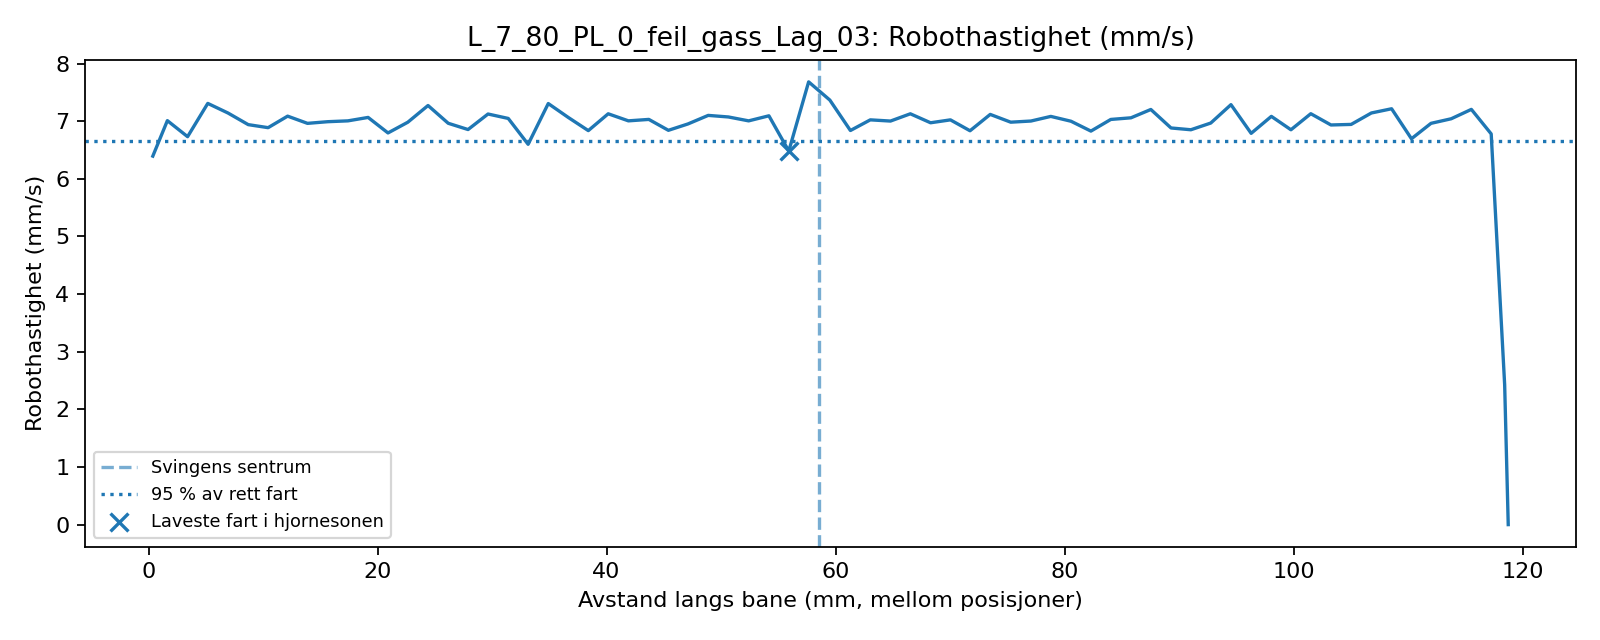 L_7_80_PL_0_feil_gass_Lag_03: Robothastighet (mm/s)
Robothastighet (mm/s)
8
7
6
5
4
3
2
1
0
Svingens sentrum
95 % av rett fart
Laveste fart i hjornesonen
0 20 40 60 80 100 120
Avstand langs bane (mm, mellom posisjoner)